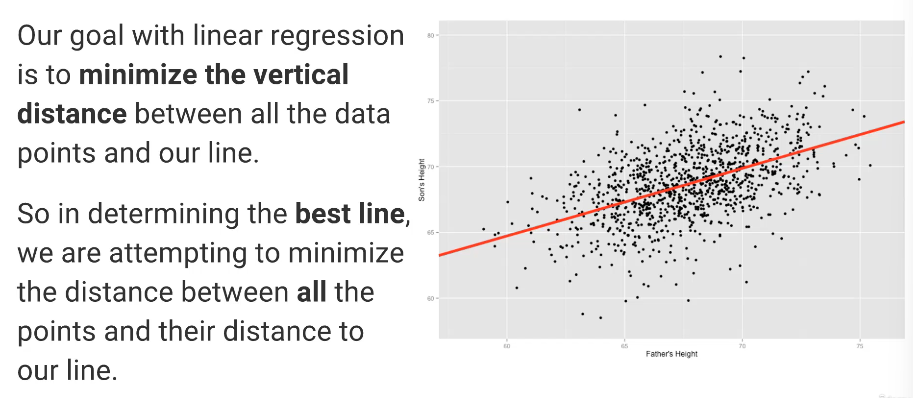 Our goal with linear regression
is to minimize the vertical
distance between all the data
points and our line.
So in determining the best line,
we are attempting to minimize
the distance between all the
points and their distance to
our line.
80
75
70
65
60
Son's Height
60
65
70
75
Father's Height